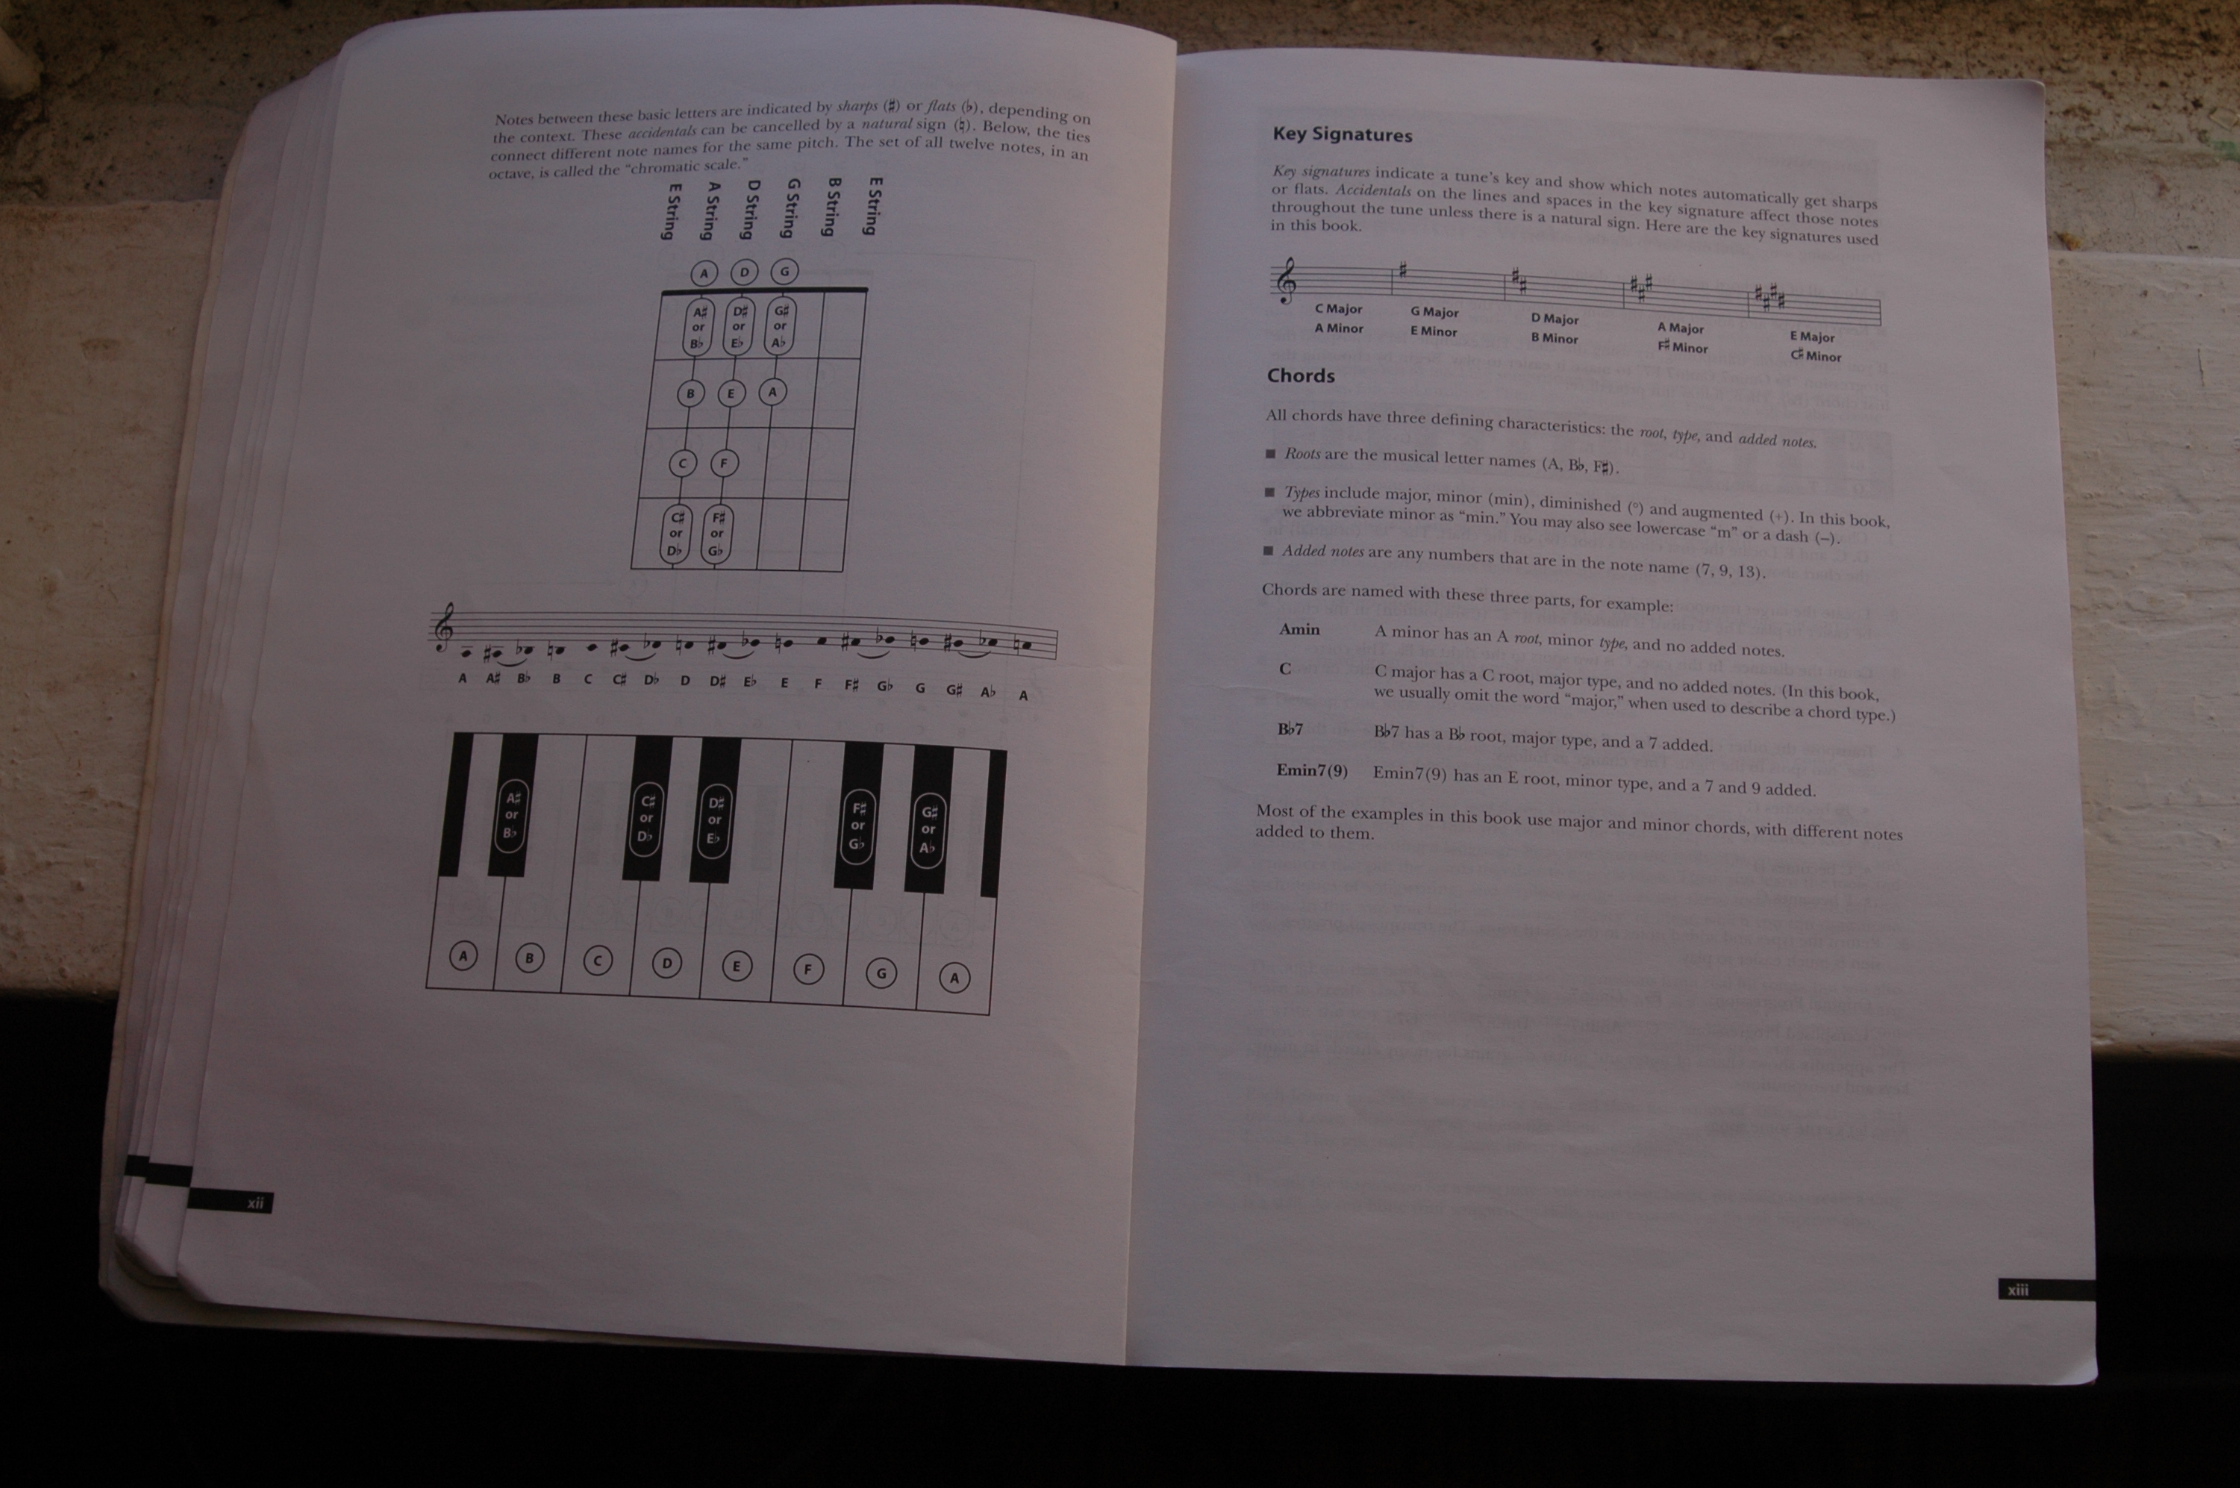 Notes between these basic letters are indicated by sharps (♯) or flats (♭), depending on
the context. These accidentals can be cancelled by a natural sign (♮). Below, the ties
connect different note names for the same pitch. The set of all twelve notes, in an
octave, is called the “chromatic scale.”
E String A String D String G String B String E String
A D G
A♯ or B♭ D♯ or E♭ G♯ or A♭
B E A
C F
C♯ or D♭ F♯ or G♭
A A♯ B♭ B C C♯ D♭ D D♯ E♭ E F F♯ G♭ G G♯ A♭ A
A♯ or B♭ C♯ or D♭ D♯ or E♭ F♯ or G♭ G♯ or A♭
A B C D E F G A
xii
Key Signatures
Key signatures indicate a tune’s key and show which notes automatically get sharps
or flats. Accidentals on the lines and spaces in the key signature affect those notes
throughout the tune unless there is a natural sign. Here are the key signatures used
in this book.
C Major G Major D Major A Major E Major
A Minor E Minor B Minor F♯ Minor C♯ Minor
Chords
All chords have three defining characteristics: the root, type, and added notes.
■ Roots are the musical letter names (A, B♭, F♯).
■ Types include major, minor (min), diminished (°) and augmented (+). In this book,
we abbreviate minor as “min.” You may also see lowercase “m” or a dash (–).
■ Added notes are any numbers that are in the note name (7, 9, 13).
Chords are named with these three parts, for example:
Amin A minor has an A root, minor type, and no added notes.
C C major has a C root, major type, and no added notes. (In this book,
we usually omit the word “major,” when used to describe a chord type.)
B♭7 B♭7 has a B♭ root, major type, and a 7 added.
Emin7(9) Emin7(9) has an E root, minor type, and a 7 and 9 added.
Most of the examples in this book use major and minor chords, with different notes
added to them.
xiii